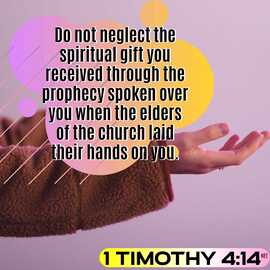 Do not neglect the
spiritual gift you
received through the
prophecy spoken over
you when the elders
of the church laid
their hands on you.
1 TIMOTHY 4:14